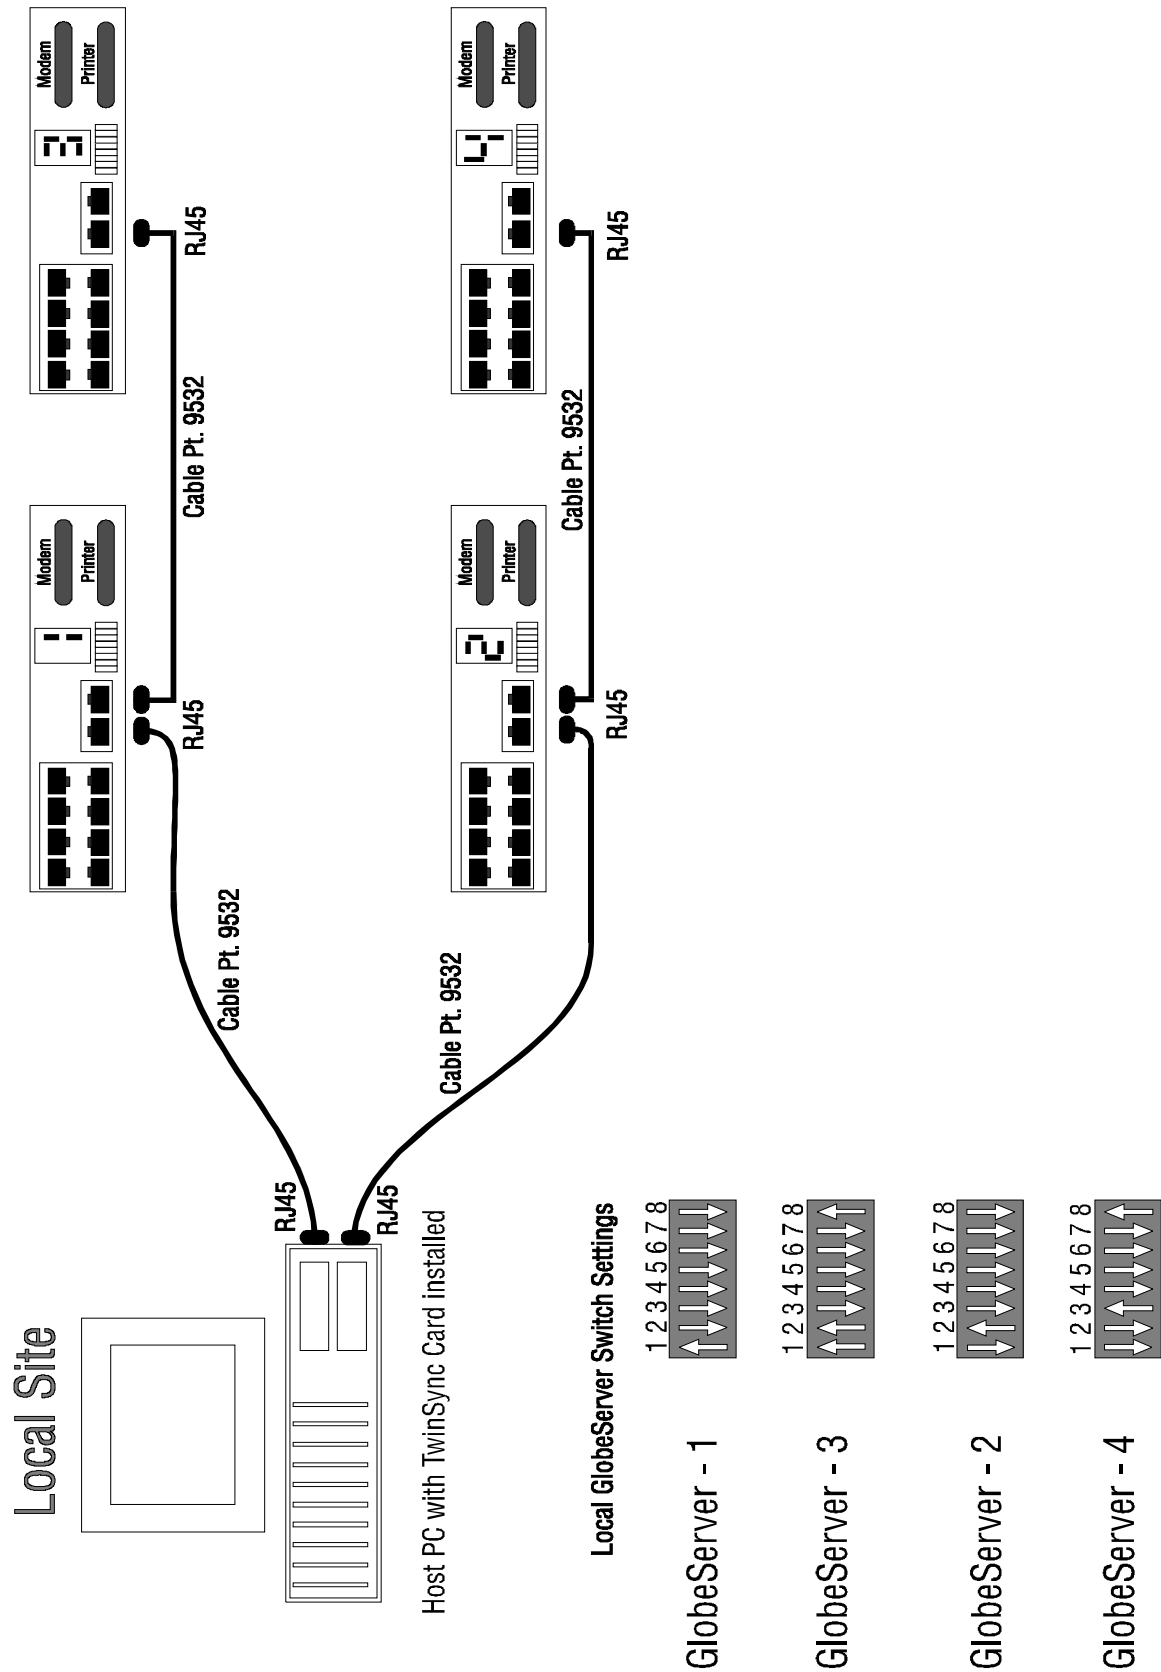 Local Site
Host PC with TwinSync Card installed
RJ45
RJ45
Cable Pt. 9532
Cable Pt. 9532
1
Modem
Printer
RJ45
Cable Pt. 9532
3
Modem
Printer
RJ45
2
Modem
Printer
RJ45
Cable Pt. 9532
4
Modem
Printer
RJ45
Local GlobeServer Switch Settings
GlobeServer - 1
1 2 3 4 5 6 7 8
GlobeServer - 3
1 2 3 4 5 6 7 8
GlobeServer - 2
1 2 3 4 5 6 7 8
GlobeServer - 4
1 2 3 4 5 6 7 8